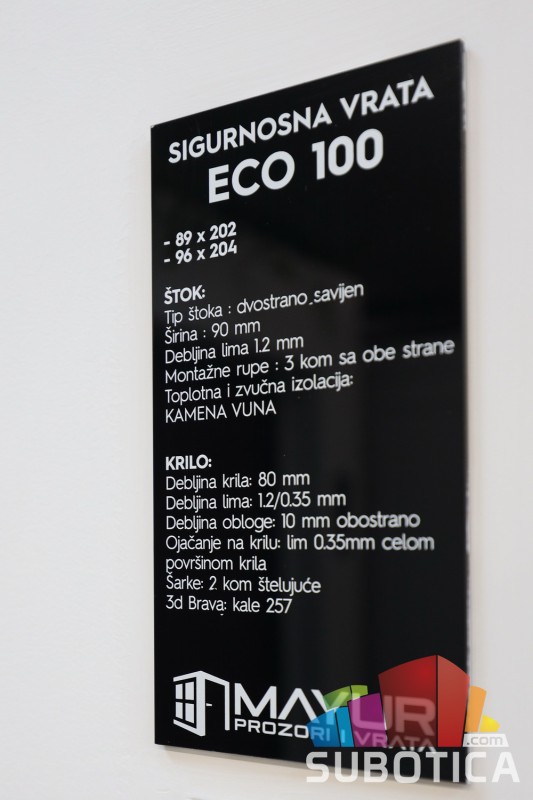 SIGURNOSNA VRATA
ECO 100
- 89 x 202
- 96 x 204
ŠTOK:
Tip štoka : dvostrano savijen
Širina : 90 mm
Debljina lima 1.2 mm
Montažne rupe : 3 kom sa obe strane
Toplotna i zvučna izolacija:
KAMENA VUNA
KRILO:
Debljina krila: 80 mm
Debljina lima: 1.2/0.35 mm
Debljina obloge: 10 mm obostrano
Ojačanje na krilu: lim 0.35mm celom
površinom krila
Šarke: 2 kom štelujuće
3d Brava: kale 257
MAYUR
PROZORI I VRATA
.com
SUBOTICA